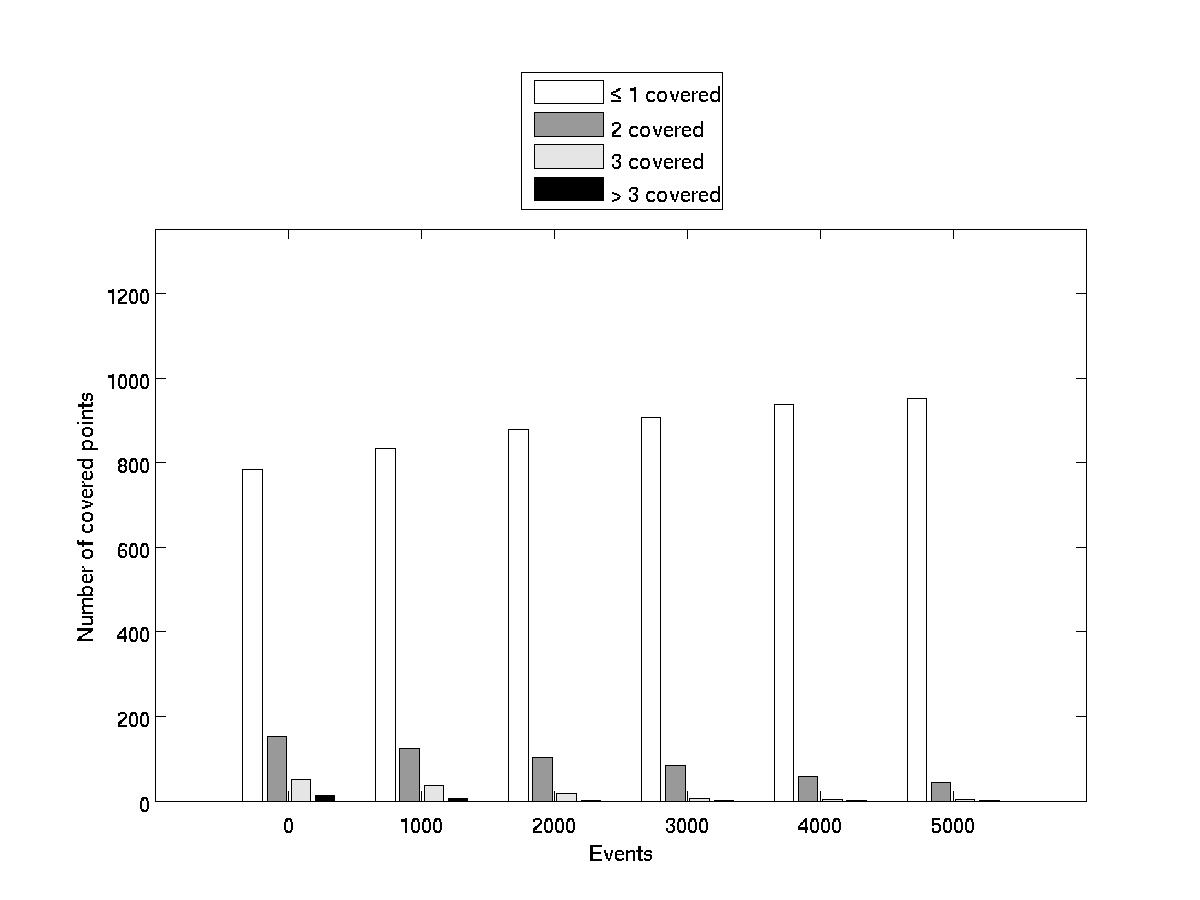 ≤ 1 covered
2 covered
3 covered
> 3 covered
1200
1000
800
600
400
200
0
Number of covered points
0 1000 2000 3000 4000 5000
Events